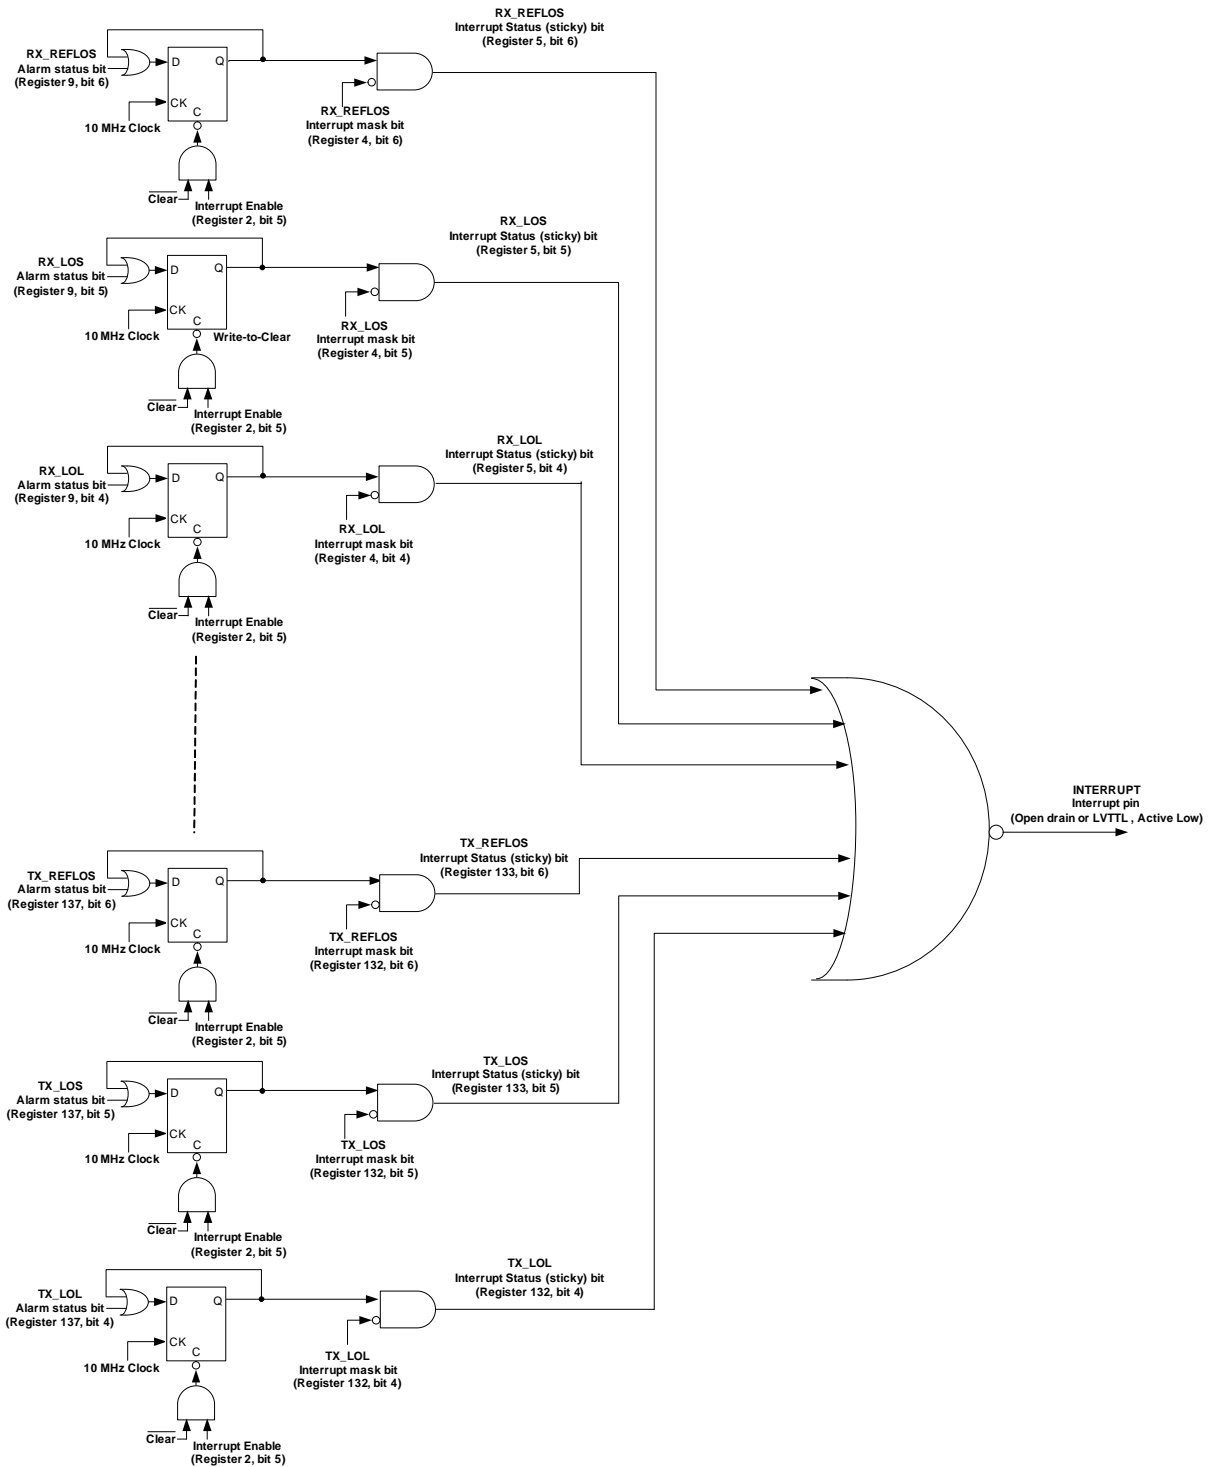 RX_REFLOS
Interrupt Status (sticky) bit
(Register 5, bit 6)
RX_REFLOS
Alarm status bit
(Register 9, bit 6)
D
Q
CK
C
10 MHz Clock
RX_REFLOS
Interrupt mask bit
(Register 4, bit 6)
Clear
Interrupt Enable
(Register 2, bit 5)
RX_LOS
Interrupt Status (sticky) bit
(Register 5, bit 5)
RX_LOS
Alarm status bit
(Register 9, bit 5)
D
Q
CK
C
10 MHz Clock
Write-to-Clear
RX_LOS
Interrupt mask bit
(Register 4, bit 5)
Clear
Interrupt Enable
(Register 2, bit 5)
RX_LOL
Interrupt Status (sticky) bit
(Register 5, bit 4)
RX_LOL
Alarm status bit
(Register 9, bit 4)
D
Q
CK
C
10 MHz Clock
RX_LOL
Interrupt mask bit
(Register 4, bit 4)
Clear
Interrupt Enable
(Register 2, bit 5)
INTERRUPT
Interrupt pin
(Open drain or LVTTL , Active Low)
TX_REFLOS
Interrupt Status (sticky) bit
(Register 133, bit 6)
TX_REFLOS
Alarm status bit
(Register 137, bit 6)
D
Q
CK
C
10 MHz Clock
TX_REFLOS
Interrupt mask bit
(Register 132, bit 6)
Clear
Interrupt Enable
(Register 2, bit 5)
TX_LOS
Interrupt Status (sticky) bit
(Register 133, bit 5)
TX_LOS
Alarm status bit
(Register 137, bit 5)
D
Q
CK
C
10 MHz Clock
TX_LOS
Interrupt mask bit
(Register 132, bit 5)
Clear
Interrupt Enable
(Register 2, bit 5)
TX_LOL
Interrupt Status (sticky) bit
(Register 132, bit 4)
TX_LOL
Alarm status bit
(Register 137, bit 4)
D
Q
CK
C
10 MHz Clock
TX_LOL
Interrupt mask bit
(Register 132, bit 4)
Clear
Interrupt Enable
(Register 2, bit 5)